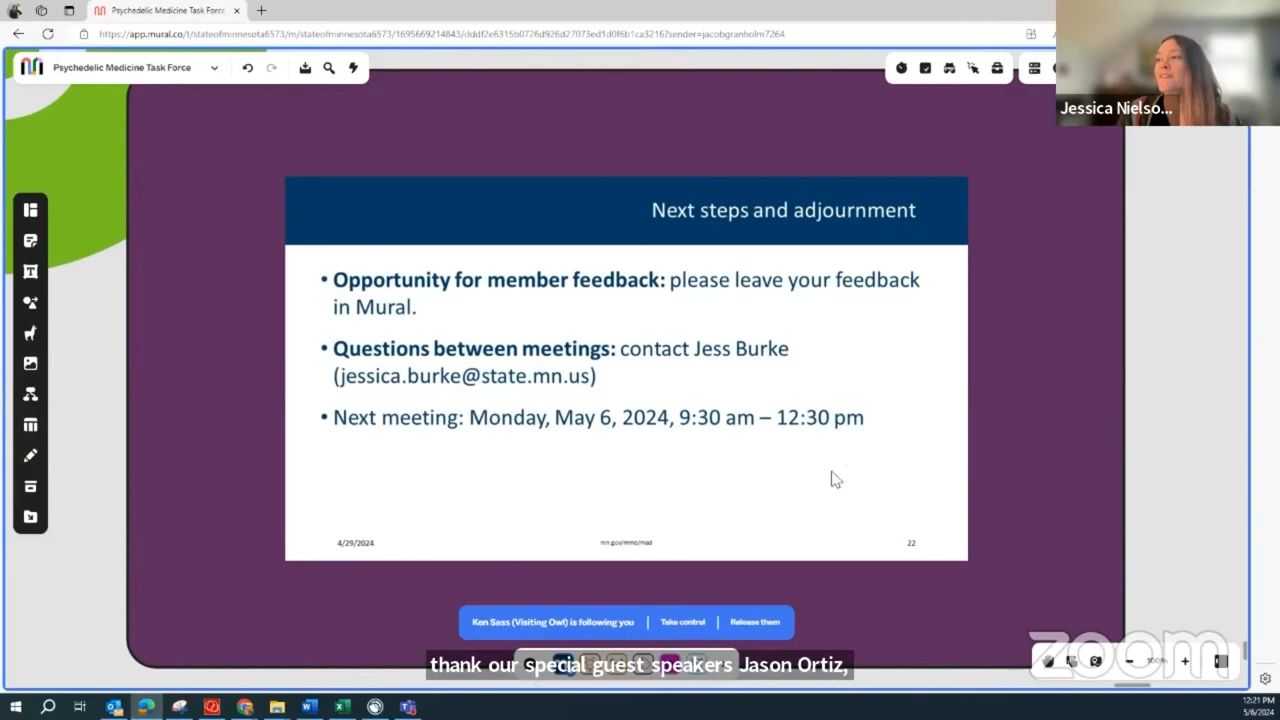 Psychedelic Medicine Task Force
https://app.mural.co/t/stateofminnesota6573/m/stateofminnesota6573/1695669214843/dddf2e6315b0726d926d27073ed1d0f6b1ca3216?sender=jacobgranholm7264
Psychedelic Medicine Task Force
Jessica Nielso...
Next steps and adjournment
• Opportunity for member feedback: please leave your feedback
in Mural.
• Questions between meetings: contact Jess Burke
(jessica.burke@state.mn.us)
• Next meeting: Monday, May 6, 2024, 9:30 am – 12:30 pm
4/29/2024
mn.gov/mmb/mad
22
Ken Sass (Visiting Owl) is following you
Take control
Release them
thank our special guest speakers Jason Ortiz,
zoom
100%
12:21 PM
5/6/2024